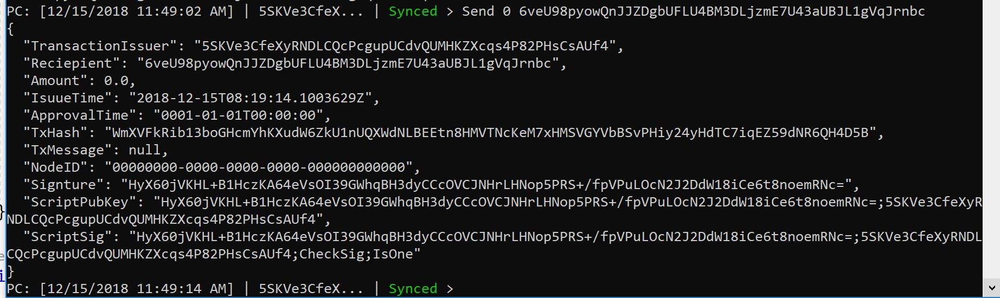 PC: [12/15/2018 11:49:02 AM] | 5SKVe3CfeX... | Synced > Send 0 6veU98pyowQnJJZDgbUFLU4BM3DLjzmE7U43aUBJL1gVqJrnbc
{
"TransactionIssuer": "5SKVe3CfeXyRNDLCQcPcgupUCdvQUMHKZXcqs4P82PHsCsAUf4",
"Reciepient": "6veU98pyowQnJJZDgbUFLU4BM3DLjzmE7U43aUBJL1gVqJrnbc",
"Amount": 0.0,
"IsuueTime": "2018-12-15T08:19:14.1003629Z",
"ApprovalTime": "0001-01-01T00:00:00",
"TxHash": "WmXVFkRib13boGHcmYhKXudW6ZkU1nUQXWdNLBEEtn8HMVTNcKeM7xHMSVGYVbBSvPHiy24yHdTC7iqEZ59dNR6QH4D5B",
"TxMessage": null,
"NodeID": "00000000-0000-0000-0000-000000000000",
"Signture": "HyX60jVKHL+B1HczKA64eVsOI39GWhqBH3dyCCcOVCJNHrLHNop5PRS+/fpVPuLOcN2J2DdW18iCe6t8noemRNc=",
"ScriptPubKey": "HyX60jVKHL+B1HczKA64eVsOI39GWhqBH3dyCCcOVCJNHrLHNop5PRS+/fpVPuLOcN2J2DdW18iCe6t8noemRNc=;5SKVe3CfeXyR
NDLCQcPcgupUCdvQUMHKZXcqs4P82PHsCsAUf4",
"ScriptSig": "HyX60jVKHL+B1HczKA64eVsOI39GWhqBH3dyCCcOVCJNHrLHNop5PRS+/fpVPuLOcN2J2DdW18iCe6t8noemRNc=;5SKVe3CfeXyRNDL
CQcPcgupUCdvQUMHKZXcqs4P82PHsCsAUf4;CheckSig;IsOne"
}
PC: [12/15/2018 11:49:14 AM] | 5SKVe3CfeX... | Synced >